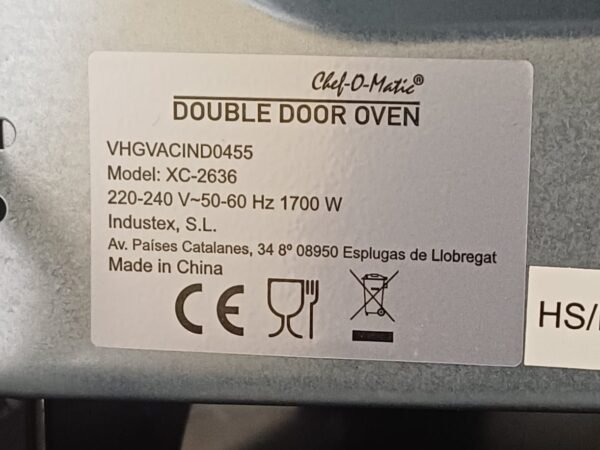 Chef-O-Matic®
DOUBLE DOOR OVEN
VHGVACIND0455
Model: XC-2636
220-240 V~50-60 Hz 1700 W
Industex, S.L.
Av. Países Catalanes, 34 8º 08950 Esplugas de Llobregat
Made in China
CE
HS/